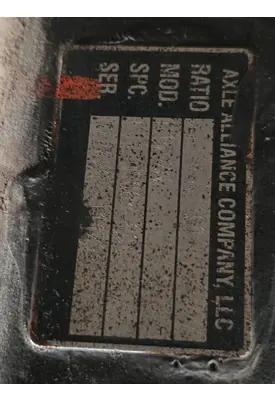 AXLE ALLIANCE COMPANY, LLC
RATIO
MOD.
SPC.
SER.